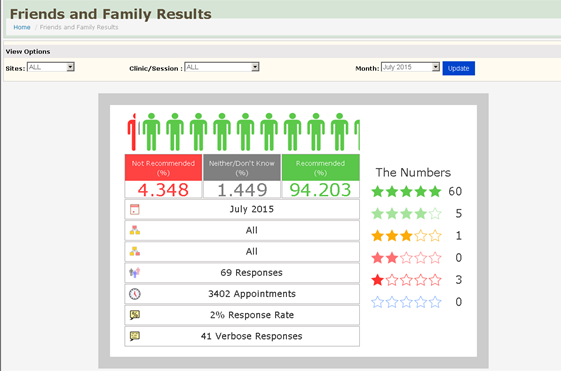 Friends and Family Results
Home / Friends and Family Results
View Options
Sites: ALL Clinic/Session : ALL Month: July 2015 Update
Not Recommended (%) Neither/Don't Know (%) Recommended (%)
4.348 1.449 94.203
July 2015
All
All
69 Responses
3402 Appointments
2% Response Rate
41 Verbose Responses
The Numbers
60
5
1
0
3
0